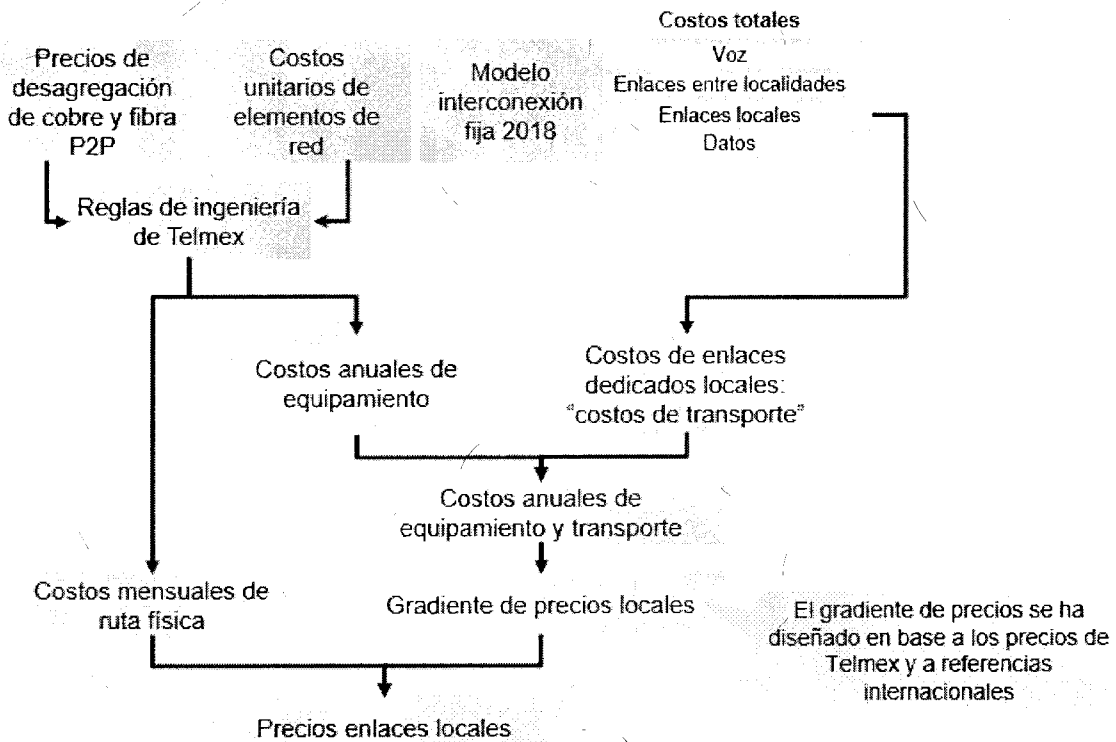 Costos totales
Voz
Enlaces entre localidades
Enlaces locales
Datos
Precios de
desagregación
de cobre y fibra
P2P
Costos
unitarios de
elementos de
red
Modelo
interconexión
fija 2018
Reglas de ingeniería
de Telmex
Costos anuales de
equipamiento
Costos de enlaces
dedicados locales:
"costos de transporte"
Costos anuales de
equipamiento y transporte
Costos mensuales de
ruta física
Gradiente de precios locales
El gradiente de precios se ha
diseñado en base a los precios de
Telmex y a referencias
internacionales
Precios enlaces locales